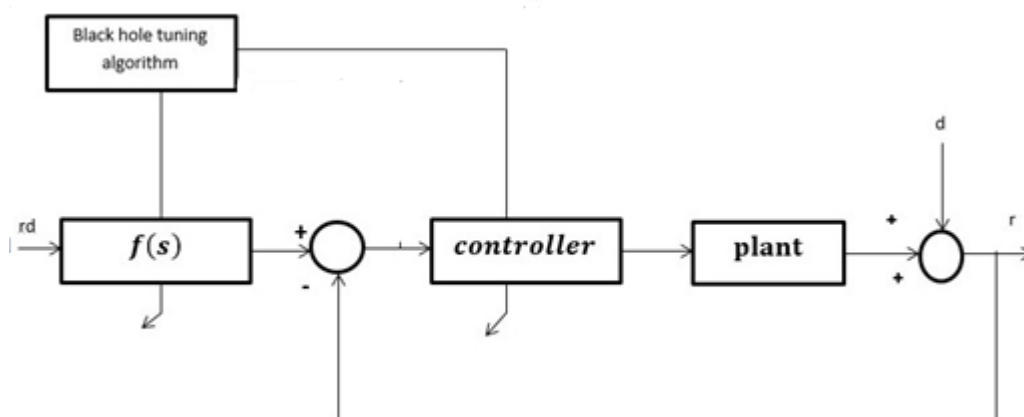 Black hole tuning
algorithm
d
rd
r
f(s)
+
controller
plant
+
-
+